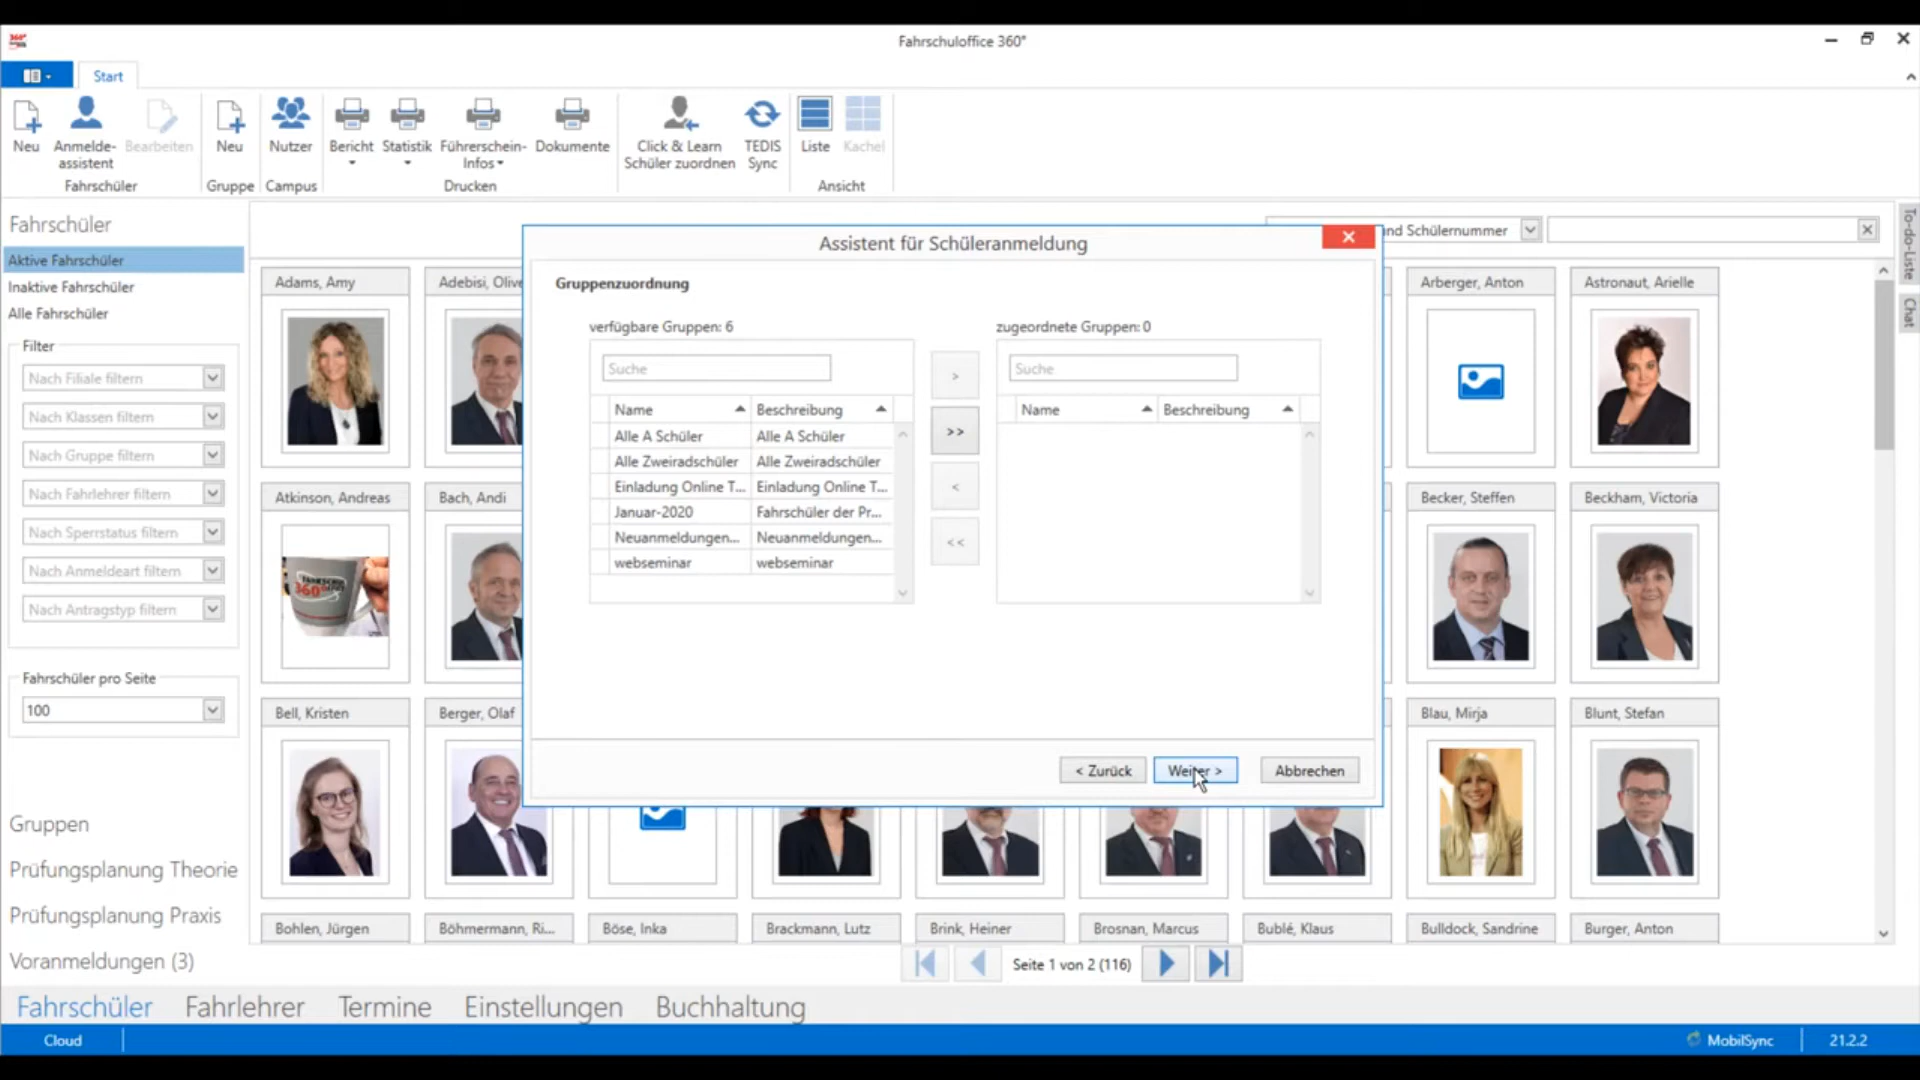 Fahrschuloffice 360°
Start
Neu
Anmelde-
assistent
Bearbeiten
Neu
Nutzer
Bericht
Statistik
Führerschein-
Infos
Dokumente
Click & Learn
Schüler zuordnen
TEDIS
Sync
Liste
Kachel
Fahrschüler
Gruppe
Campus
Drucken
Ansicht
Fahrschüler
Aktive Fahrschüler
Inaktive Fahrschüler
Alle Fahrschüler
Filter
Nach Filiale filtern
Nach Klassen filtern
Nach Gruppe filtern
Nach Fahrlehrer filtern
Nach Sperrstatus filtern
Nach Anmeldeart filtern
Nach Antragstyp filtern
Fahrschüler pro Seite
100
Gruppen
Prüfungsplanung Theorie
Prüfungsplanung Praxis
Voranmeldungen (3)
und Schülernummer
To-do-Liste
Chat
Assistent für Schüleranmeldung
Gruppenzuordnung
verfügbare Gruppen: 6
Suche
Name Beschreibung
Alle A Schüler Alle A Schüler
Alle Zweiradschüler Alle Zweiradschüler
Einladung Online T... Einladung Online T...
Januar-2020 Fahrschüler der Pr...
Neuanmeldungen... Neuanmeldungen...
webseminar webseminar
>
>>
<
<<
zugeordnete Gruppen: 0
Suche
Name Beschreibung
< Zurück
Weiter >
Abbrechen
Adams, Amy
Adebisi, Olive
Arberger, Anton
Astronaut, Arielle
Atkinson, Andreas
Bach, Andi
Becker, Steffen
Beckham, Victoria
FAHRSCHUL
360°
Bell, Kristen
Berger, Olaf
Blau, Mirja
Blunt, Stefan
Bohlen, Jürgen
Böhmermann, Ri...
Böse, Inka
Brackmann, Lutz
Brink, Heiner
Brosnan, Marcus
Bublé, Klaus
Bulldock, Sandrine
Burger, Anton
Seite 1 von 2 (116)
Fahrschüler
Fahrlehrer
Termine
Einstellungen
Buchhaltung
Cloud
MobilSync
21.2.2